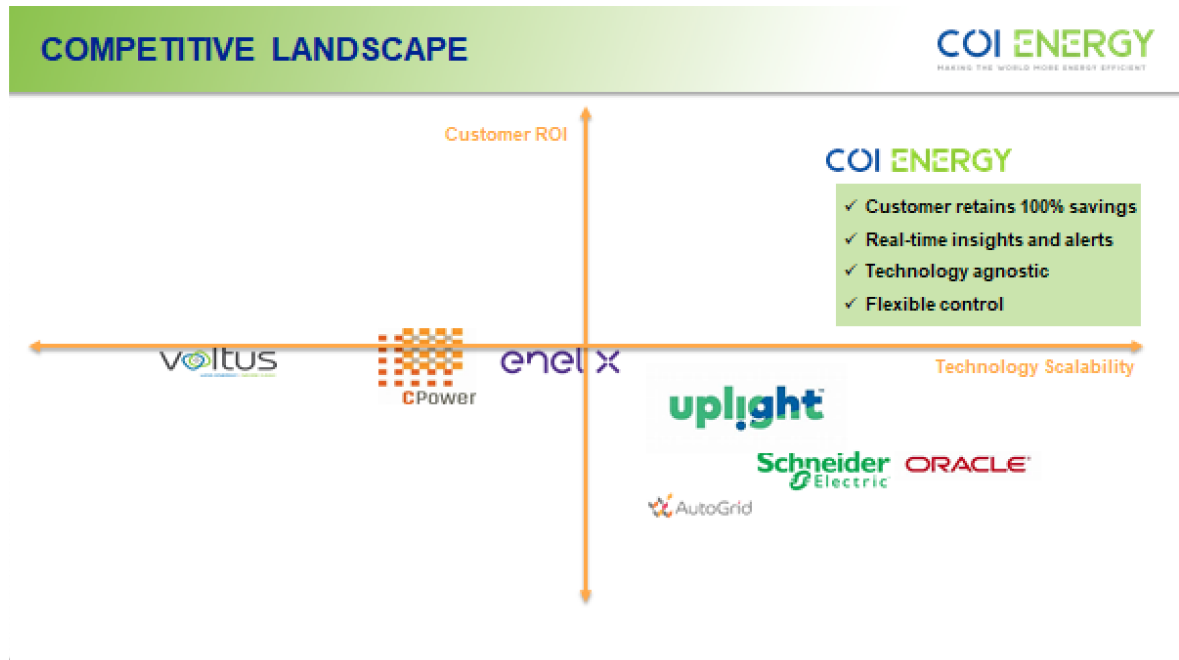 COMPETITIVE LANDSCAPE
COI ENERGY
MAKING THE WORLD MORE ENERGY EFFICIENT
Customer ROI
COI ENERGY
✓ Customer retains 100% savings
✓ Real-time insights and alerts
✓ Technology agnostic
✓ Flexible control
voltus
CPower
enel x
Technology Scalability
uplight™
Schneider Electric
ORACLE®
AutoGrid